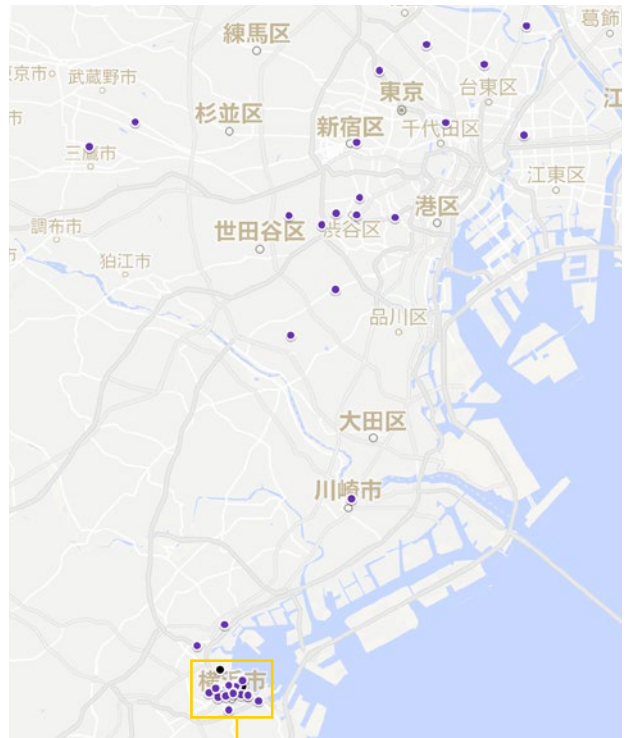 葛飾
練馬区
京市
武蔵野市
台東区
東京
江
市
杉並区
新宿区
千代田区
三鷹市
江東区
港区
調布市
世田谷区
渋谷区
市
狛江市
品川区
大田区
川崎市
横浜市